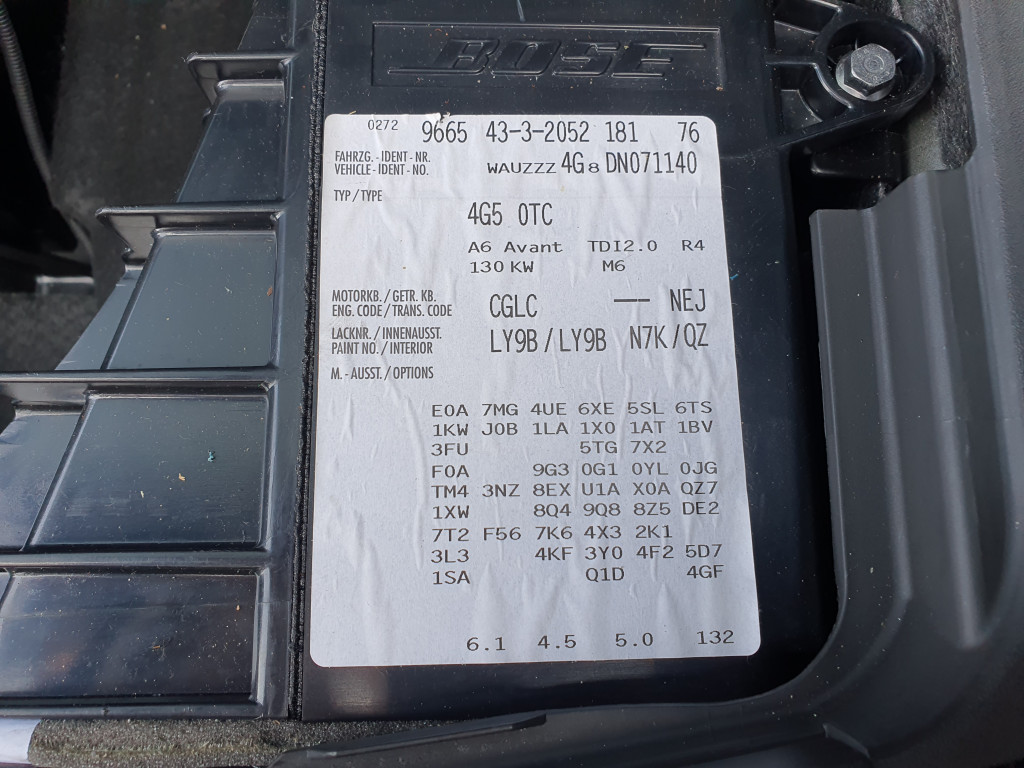 BOSE
0272 9665 43-3-2052 181 76
FAHRZG. - IDENT - NR.
VEHICLE - IDENT - NO. WAUZZZ 4G8 DN071140
TYP / TYPE
4G5 0TC
A6 Avant TDI2.0 R4
130 KW M6
MOTORKB. / GETR. KB.
ENG. CODE / TRANS. CODE CGLC -- NEJ
LACKNR. / INNENAUSST.
PAINT NO. / INTERIOR LY9B / LY9B N7K / QZ
M. - AUSST. / OPTIONS
E0A 7MG 4UE 6XE 5SL 6TS
1KW J0B 1LA 1X0 1AT 1BV
3FU 5TG 7X2
F0A 9G3 0G1 0YL 0JG
TM4 3NZ 8EX U1A X0A QZ7
1XW 8Q4 9Q8 8Z5 DE2
7T2 F56 7K6 4X3 2K1
3L3 4KF 3Y0 4F2 5D7
1SA Q1D 4GF
6.1 4.5 5.0 132